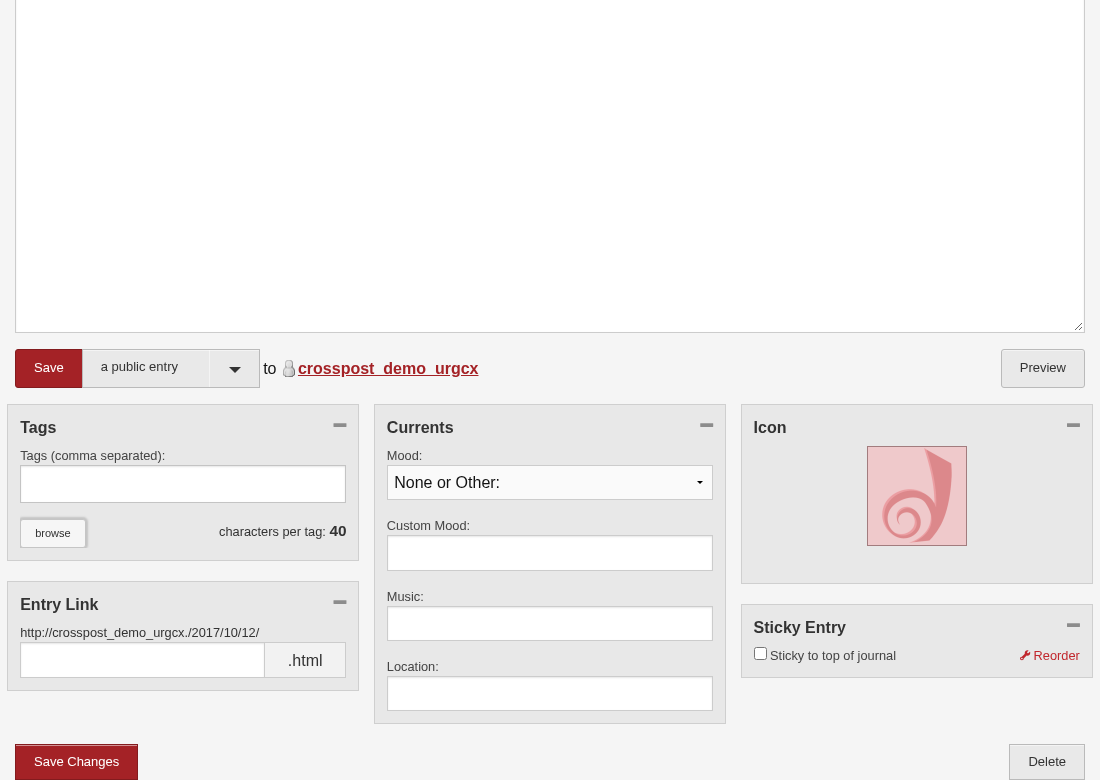 Save a public entry to crosspost_demo_urgcx Preview
Tags
Tags (comma separated):
browse characters per tag: 40
Entry Link
http://crosspost_demo_urgcx./2017/10/12/
.html
Currents
Mood:
None or Other:
Custom Mood:
Music:
Location:
Icon
Sticky Entry
Sticky to top of journal Reorder
Save Changes Delete